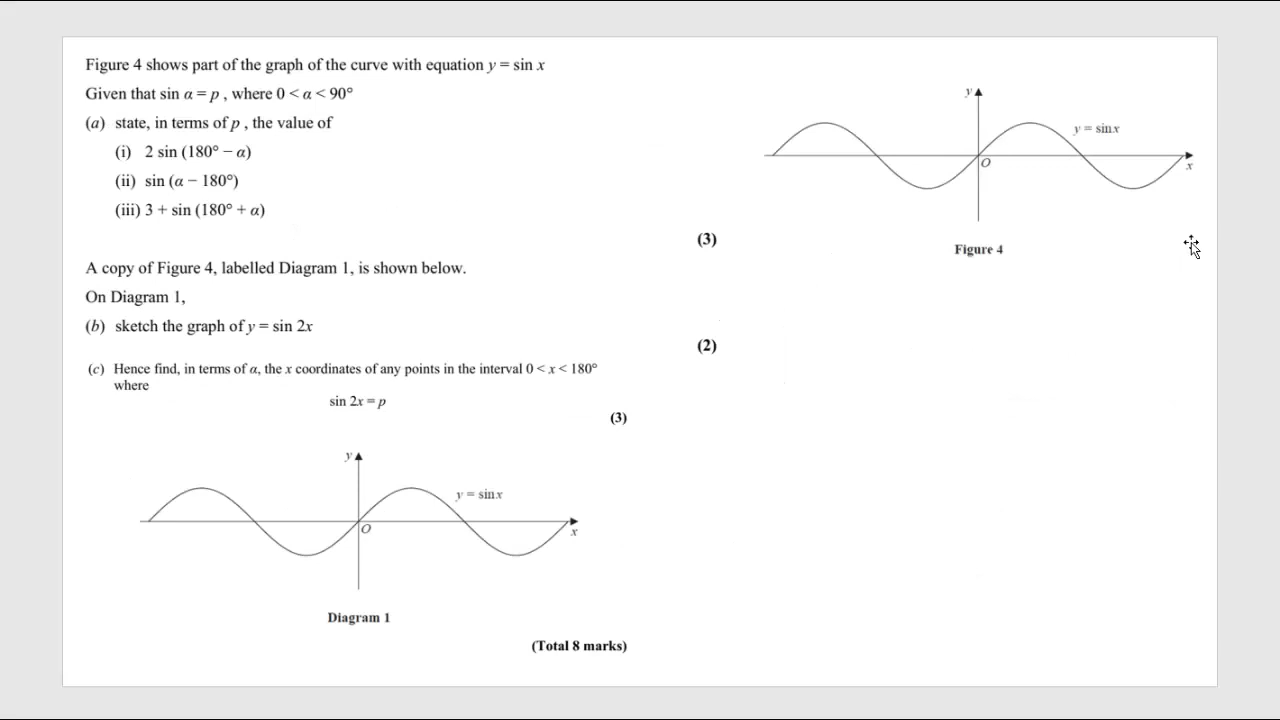 Figure 4 shows part of the graph of the curve with equation y = sin x
Given that sin α = p , where 0 < α < 90°
(a) state, in terms of p , the value of
(i) 2 sin (180° − α)
(ii) sin (α − 180°)
(iii) 3 + sin (180° + α)
(3)
y
y = sin x
O
x
Figure 4
A copy of Figure 4, labelled Diagram 1, is shown below.
On Diagram 1,
(b) sketch the graph of y = sin 2x
(2)
(c) Hence find, in terms of α, the x coordinates of any points in the interval 0 < x < 180°
where
sin 2x = p
(3)
y
y = sin x
O
x
Diagram 1
(Total 8 marks)